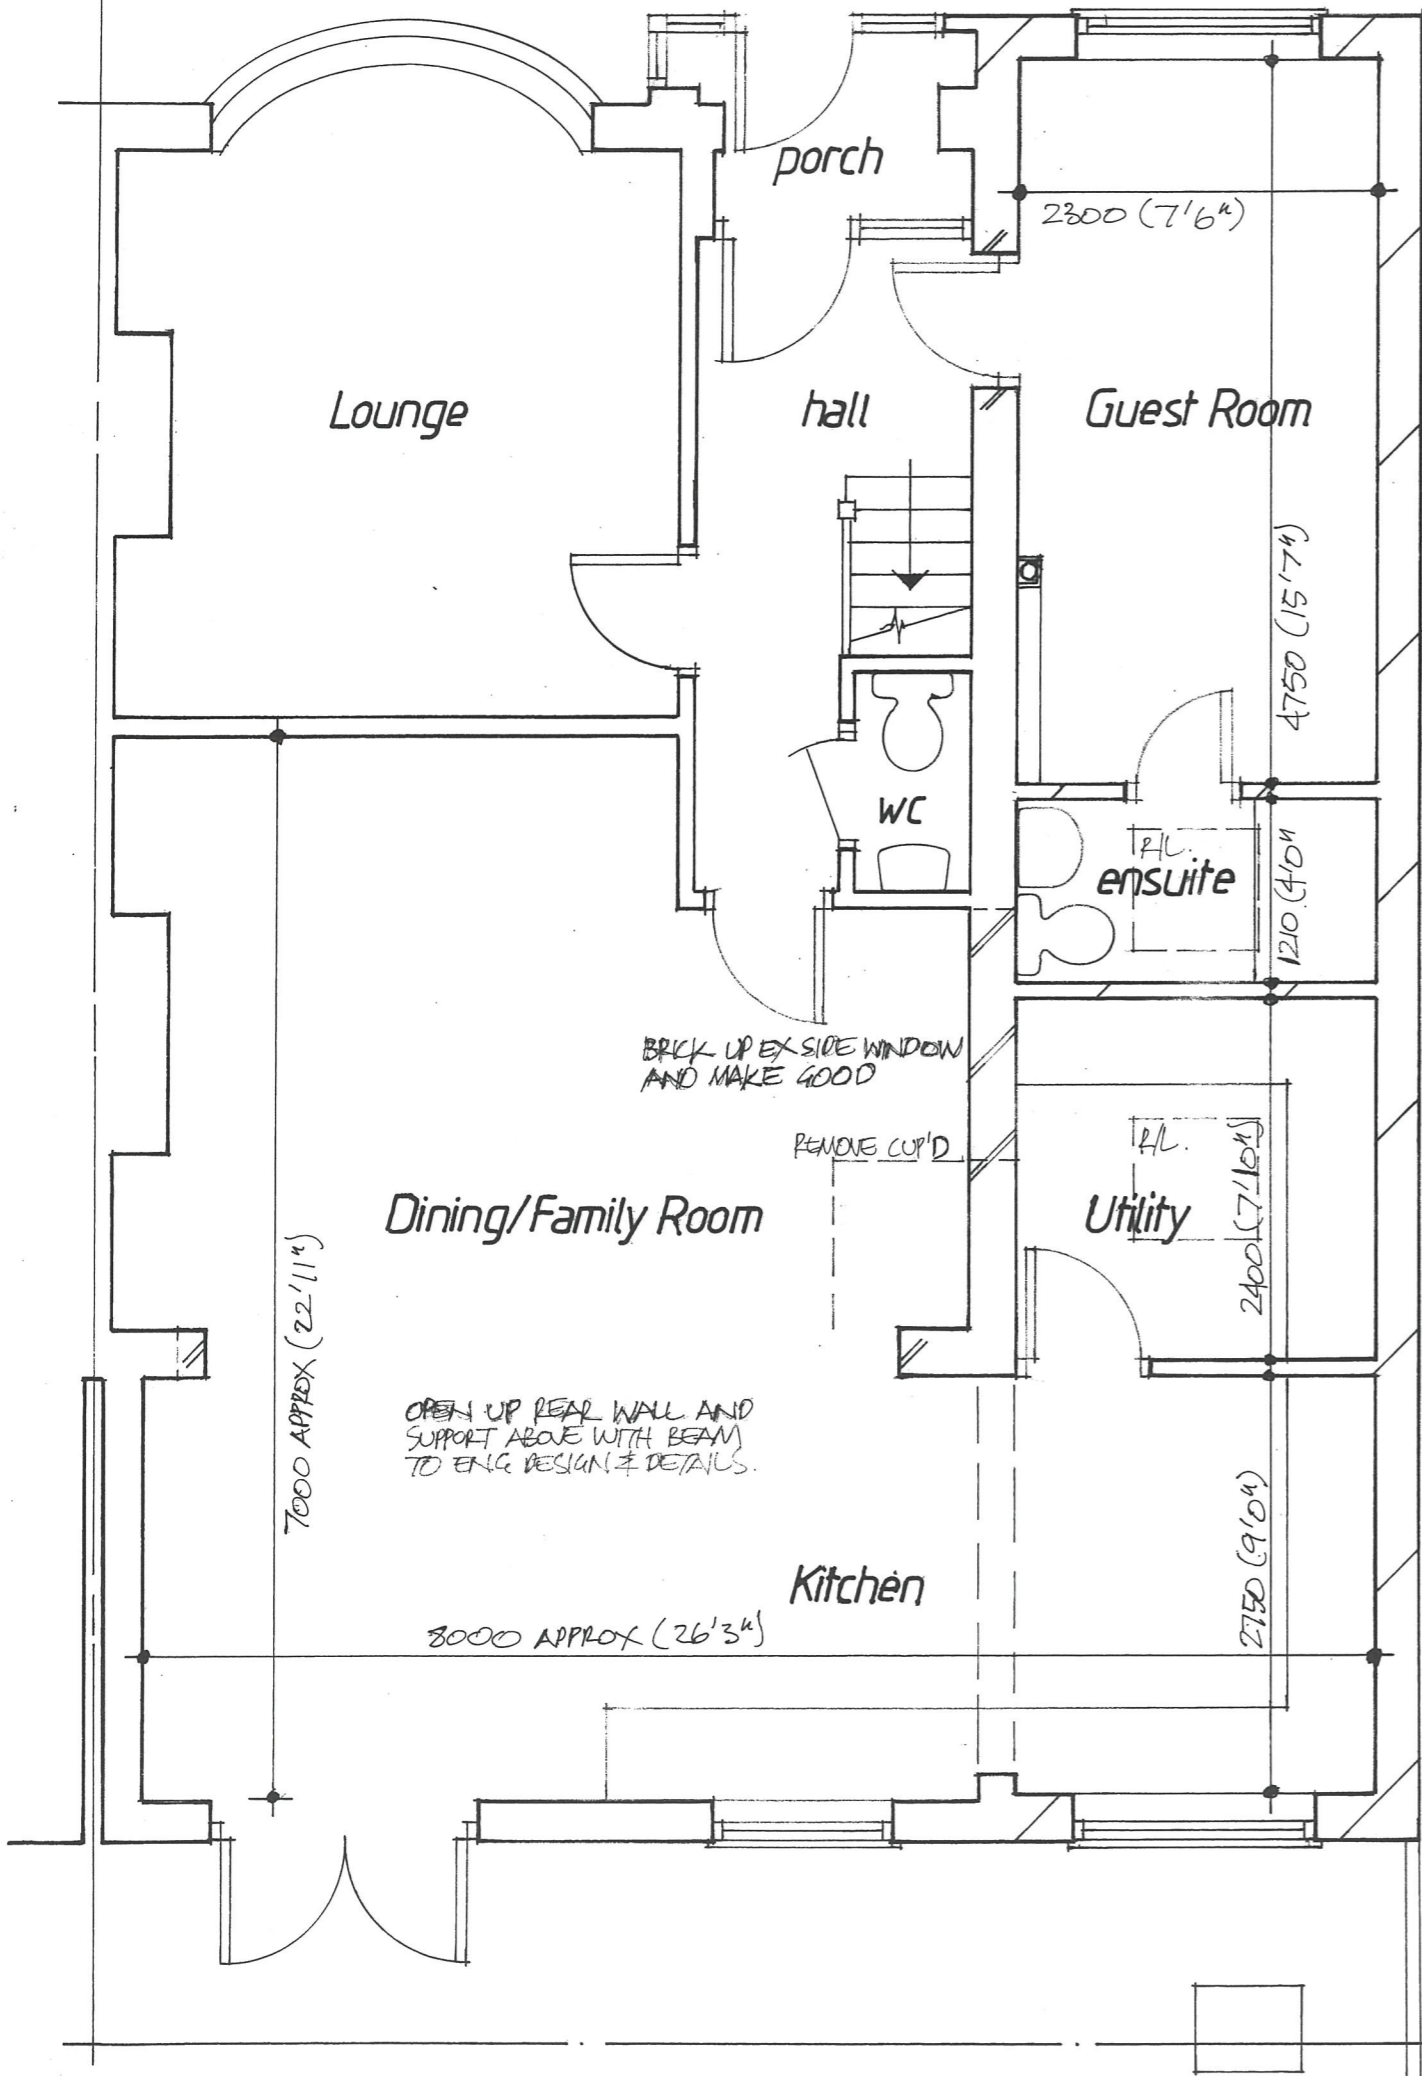 porch
2300 (7'6")
Lounge
hall
Guest Room
4750 (15'7")
WC
R/L.
ensuite
1210 (4'0"
BRICK UP EX SIDE WINDOW
AND MAKE GOOD
REMOVE CUP'D
R/L.
Dining/Family Room
Utility
2400 (7'10")
7000 APPROX (22'11")
OPEN UP REAR WALL AND
SUPPORT ABOVE WITH BEAM
TO ENG DESIGN & DETAILS.
Kitchen
2750 (9'0")
8000 APPROX (26'3")